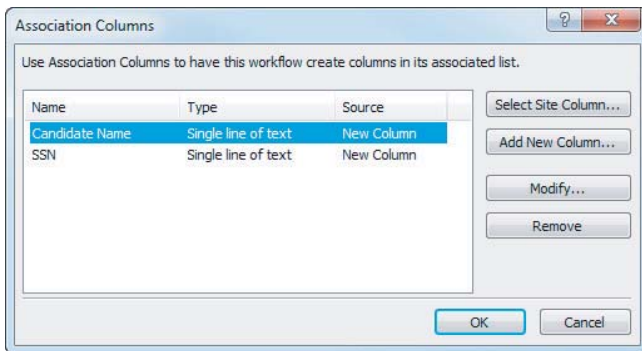 Association Columns
?
Use Association Columns to have this workflow create columns in its associated list.
Name Type Source
Candidate Name Single line of text New Column
SSN Single line of text New Column
Select Site Column...
Add New Column...
Modify...
Remove
OK Cancel